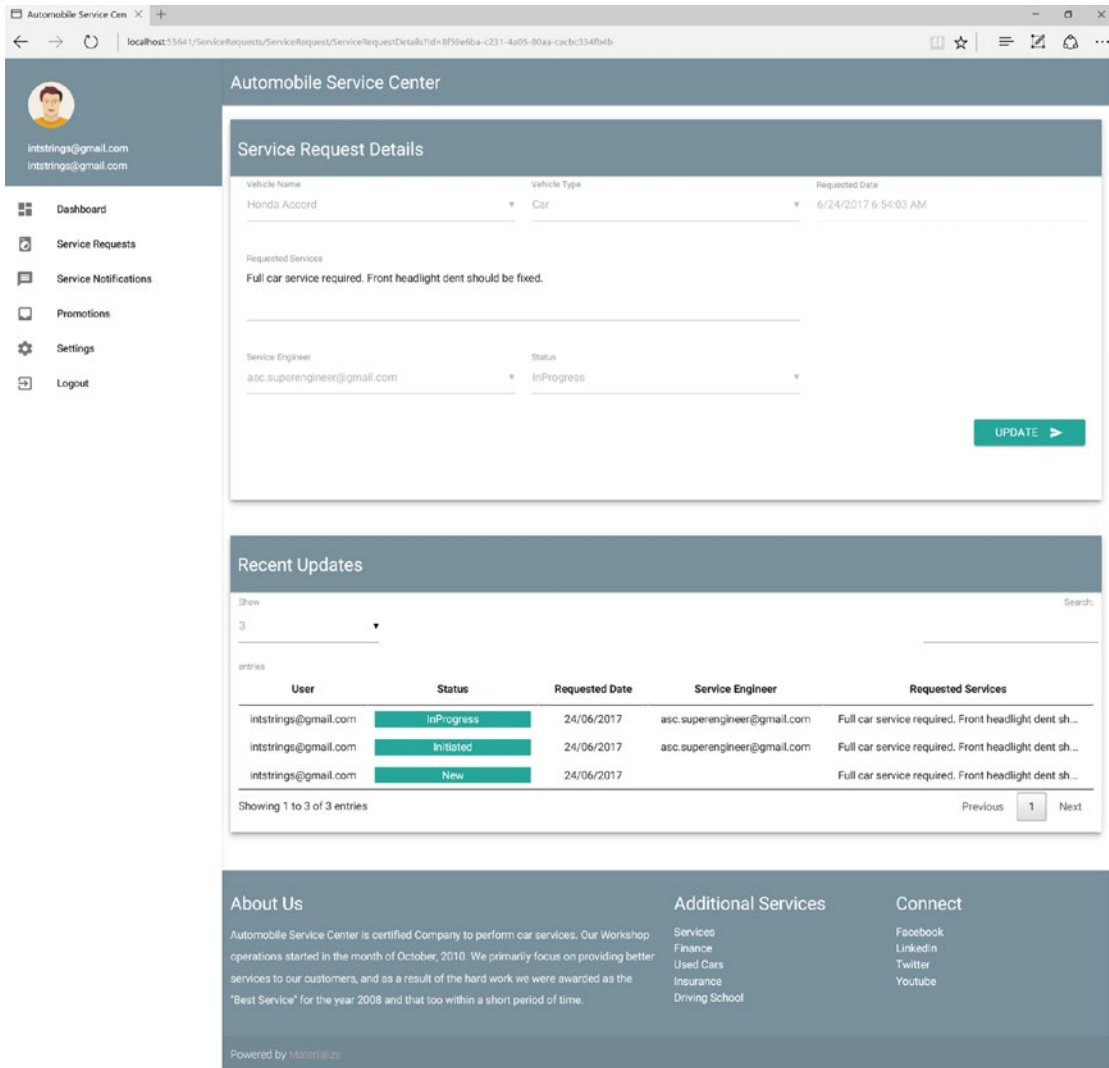 Automobile Service Cen
localhost:55641/ServiceRequests/ServiceRequest/ServiceRequestDetails?Id=8f59e6ba-c231-4a05-80aa-cacbc334fb4b
intstrings@gmail.com
intstrings@gmail.com
Dashboard
Service Requests
Service Notifications
Promotions
Settings
Logout
Automobile Service Center
Service Request Details
Vehicle Name Vehicle Type Requested Date
Honda Accord Car 6/24/2017 6:54:03 AM
Requested Services
Full car service required. Front headlight dent should be fixed.
Service Engineer Status
asc.superengineer@gmail.com InProgress
UPDATE
Recent Updates
Show Search:
3
entries
User Status Requested Date Service Engineer Requested Services
intstrings@gmail.com InProgress 24/06/2017 asc.superengineer@gmail.com Full car service required. Front headlight dent sh...
intstrings@gmail.com Initiated 24/06/2017 asc.superengineer@gmail.com Full car service required. Front headlight dent sh...
intstrings@gmail.com New 24/06/2017 Full car service required. Front headlight dent sh...
Showing 1 to 3 of 3 entries Previous 1 Next
About Us
Automobile Service Center is certified Company to perform car services. Our Workshop
operations started in the month of October, 2010. We primarily focus on providing better
services to our customers, and as a result of the hard work we were awarded as the
"Best Service" for the year 2008 and that too within a short period of time.
Additional Services
Services
Finance
Used Cars
Insurance
Driving School
Connect
Facebook
LinkedIn
Twitter
Youtube
Powered by Materialize